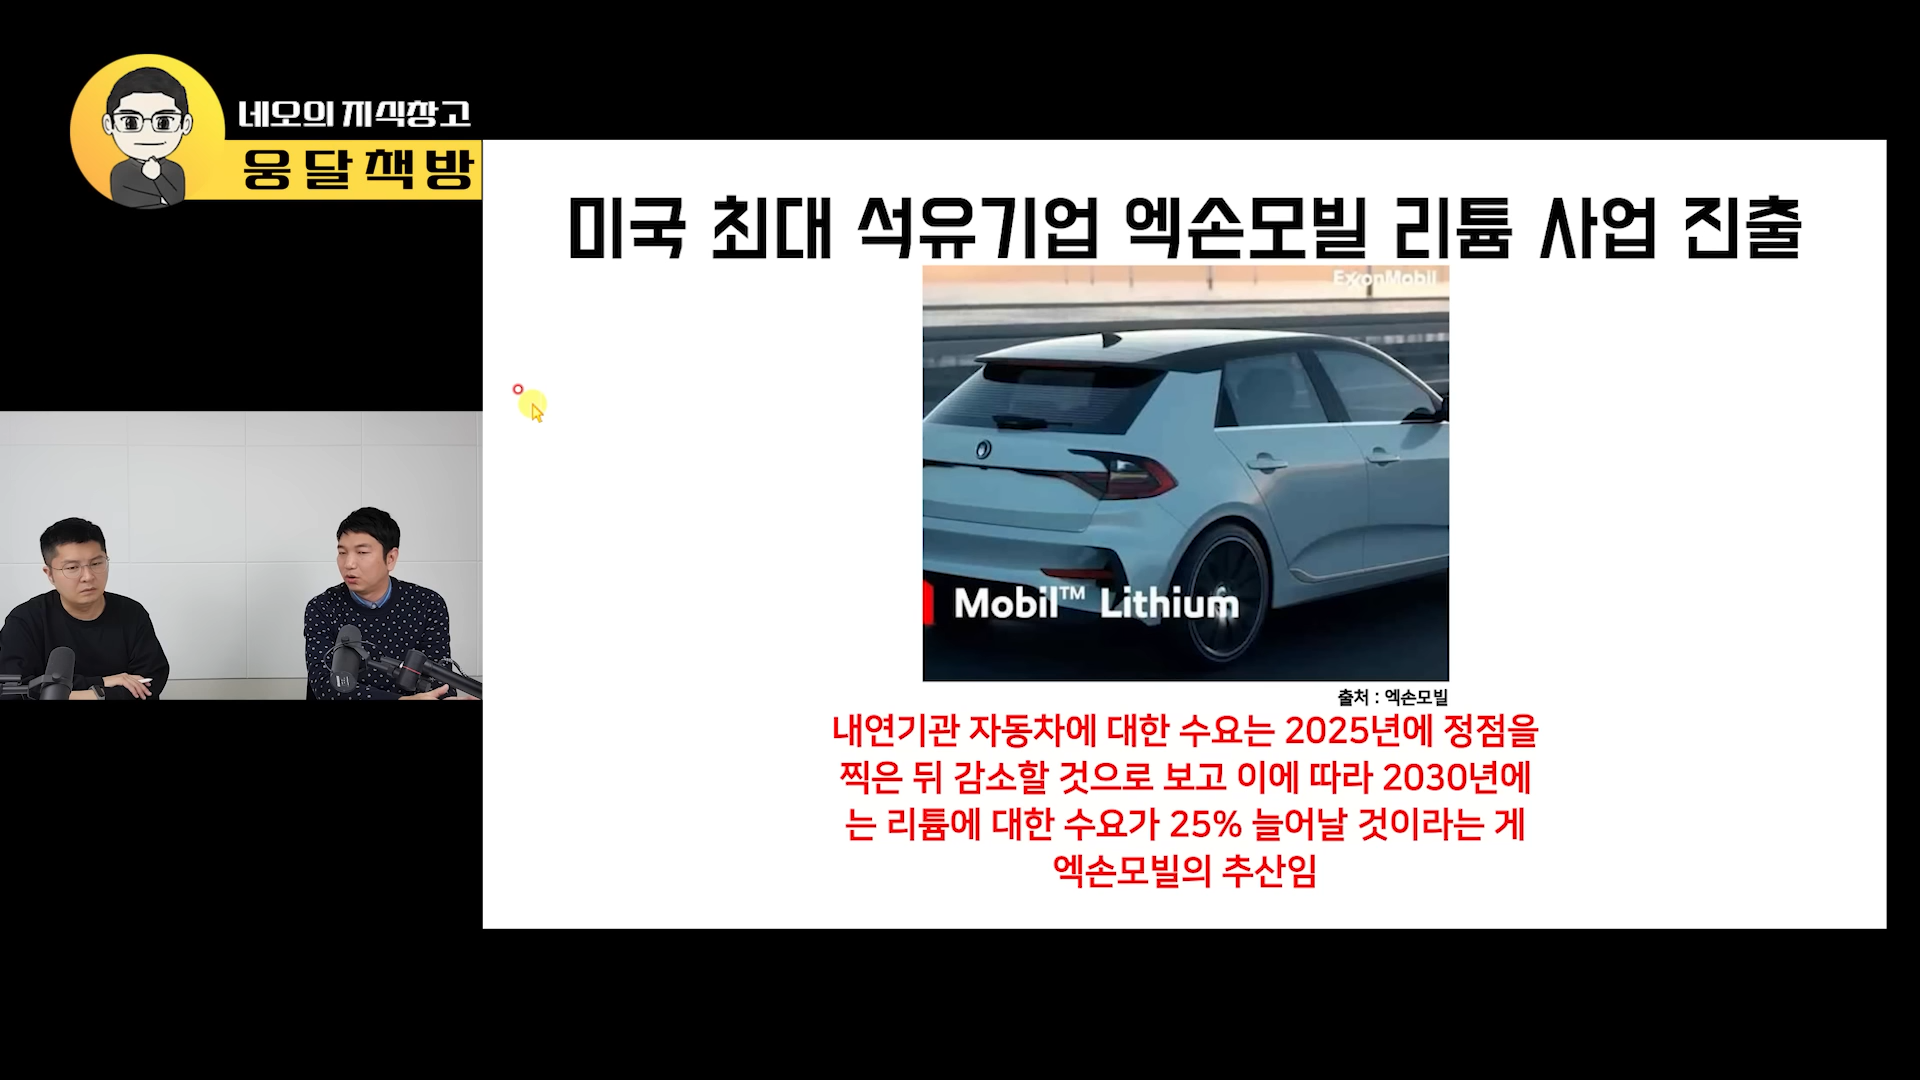 네오의 지식창고
웅달책방
미국 최대 석유기업 엑손모빌 리튬 사업 진출
ExxonMobil
Mobil™ Lithium
출처 : 엑손모빌
내연기관 자동차에 대한 수요는 2025년에 정점을
찍은 뒤 감소할 것으로 보고 이에 따라 2030년에
는 리튬에 대한 수요가 25% 늘어날 것이라는 게
엑손모빌의 추산임